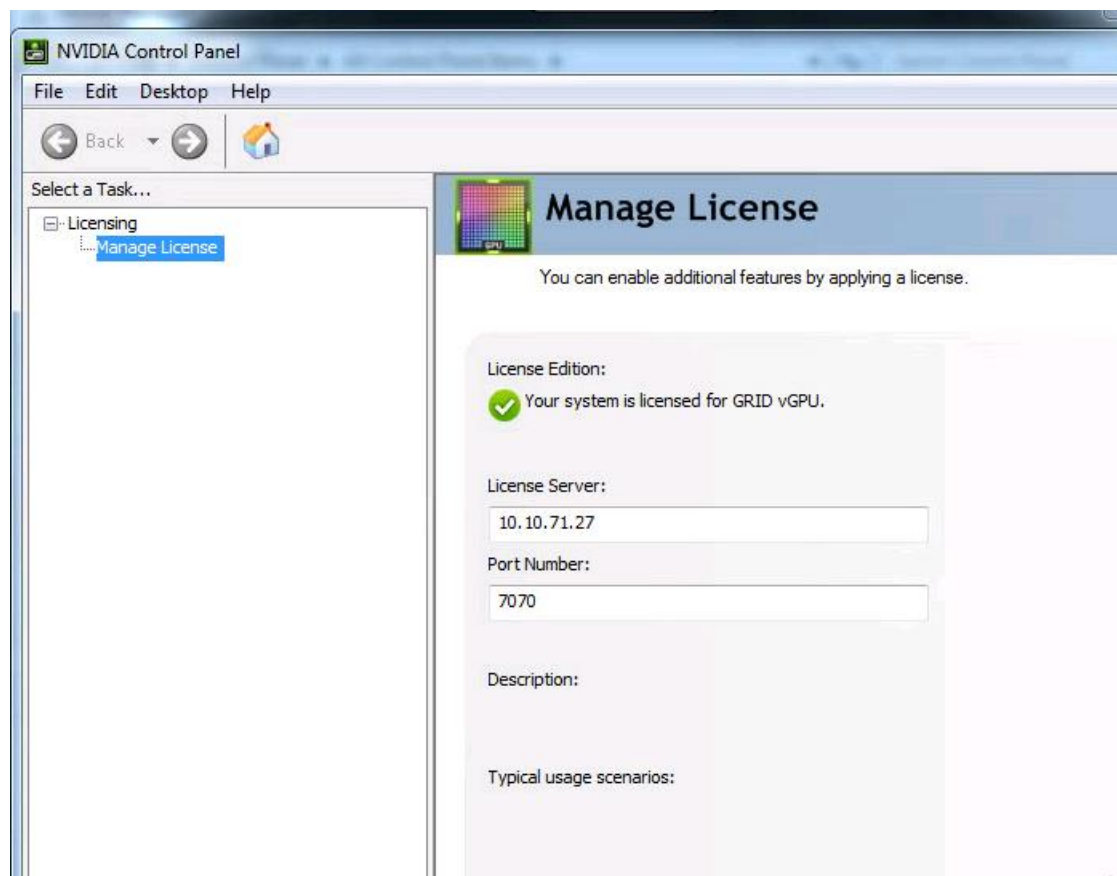 NVIDIA Control Panel
File Edit Desktop Help
Back
Select a Task...
Licensing
Manage License
GPU
Manage License
You can enable additional features by applying a license.
License Edition:
Your system is licensed for GRID vGPU.
License Server:
10.10.71.27
Port Number:
7070
Description:
Typical usage scenarios: